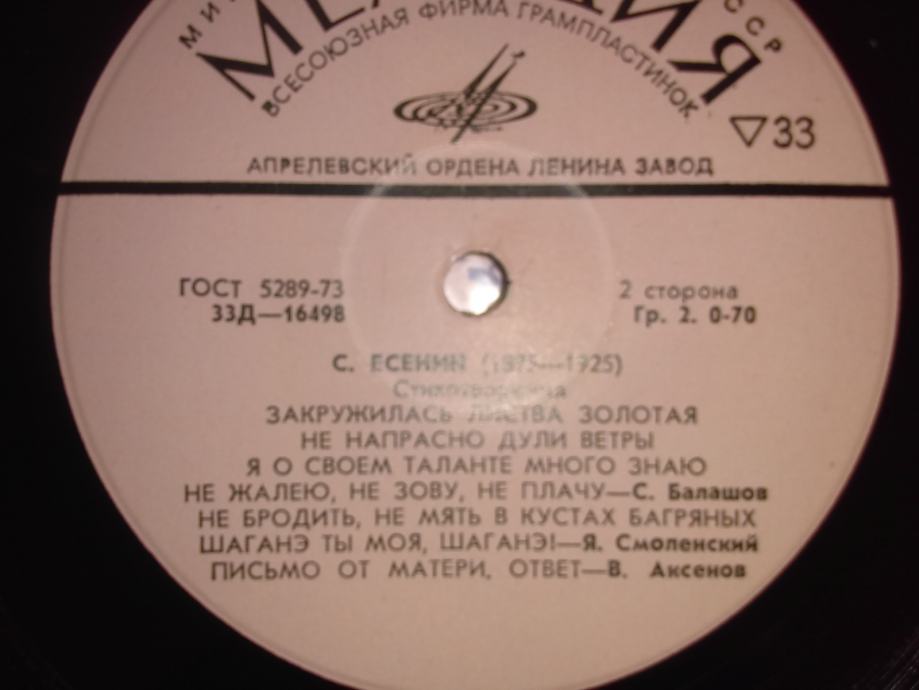 МЕЛОДИЯ
ВСЕСОЮЗНАЯ ФИРМА ГРАМПЛАСТИНОК
33
АПРЕЛЕВСКИЙ ОРДЕНА ЛЕНИНА ЗАВОД
ГОСТ 5289-73 2 сторона
33Д—16498 Гр. 2. 0-70
С. ЕСЕНИН (1875—1925)
Стихотворения
ЗАКРУЖИЛАСЬ ЛИСТВА ЗОЛОТАЯ
НЕ НАПРАСНО ДУЛИ ВЕТРЫ
Я О СВОЕМ ТАЛАНТЕ МНОГО ЗНАЮ
НЕ ЖАЛЕЮ, НЕ ЗОВУ, НЕ ПЛАЧУ—С. Балашов
НЕ БРОДИТЬ, НЕ МЯТЬ В КУСТАХ БАГРЯНЫХ
ШАГАНЭ ТЫ МОЯ, ШАГАНЭ!—Я. Смоленский
ПИСЬМО ОТ МАТЕРИ. ОТВЕТ—В. Аксенов